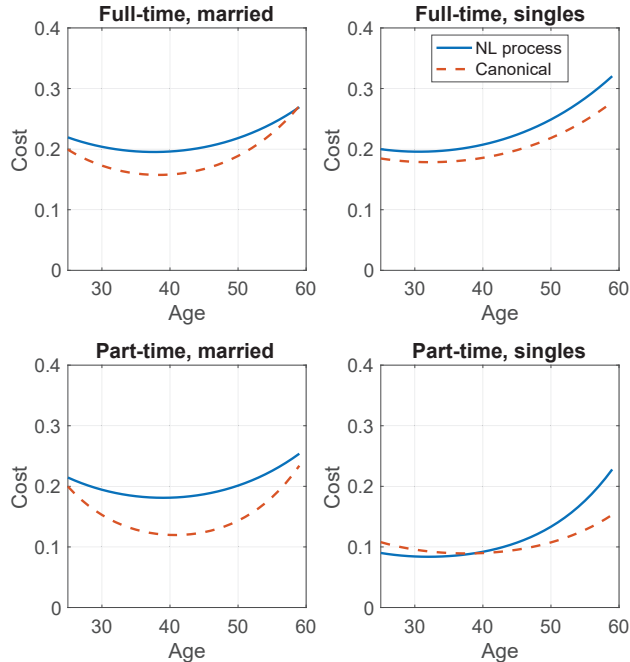 Full-time, married
0.4
0.3
0.2
0.1
0
Cost
30 40 50 60
Age
Full-time, singles
NL process
Canonical
0.4
0.3
0.2
0.1
0
Cost
30 40 50 60
Age
Part-time, married
0.4
0.3
0.2
0.1
0
Cost
30 40 50 60
Age
Part-time, singles
0.4
0.3
0.2
0.1
0
Cost
30 40 50 60
Age